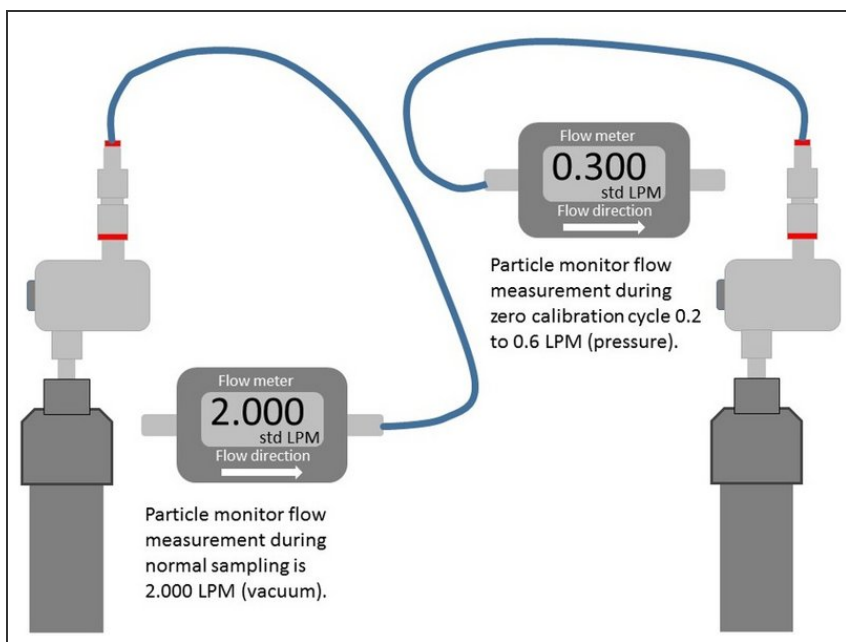 Flow meter
2.000
std LPM
Flow direction
Particle monitor flow
measurement during
normal sampling is
2.000 LPM (vacuum).
Flow meter
0.300
std LPM
Flow direction
Particle monitor flow
measurement during
zero calibration cycle 0.2
to 0.6 LPM (pressure).